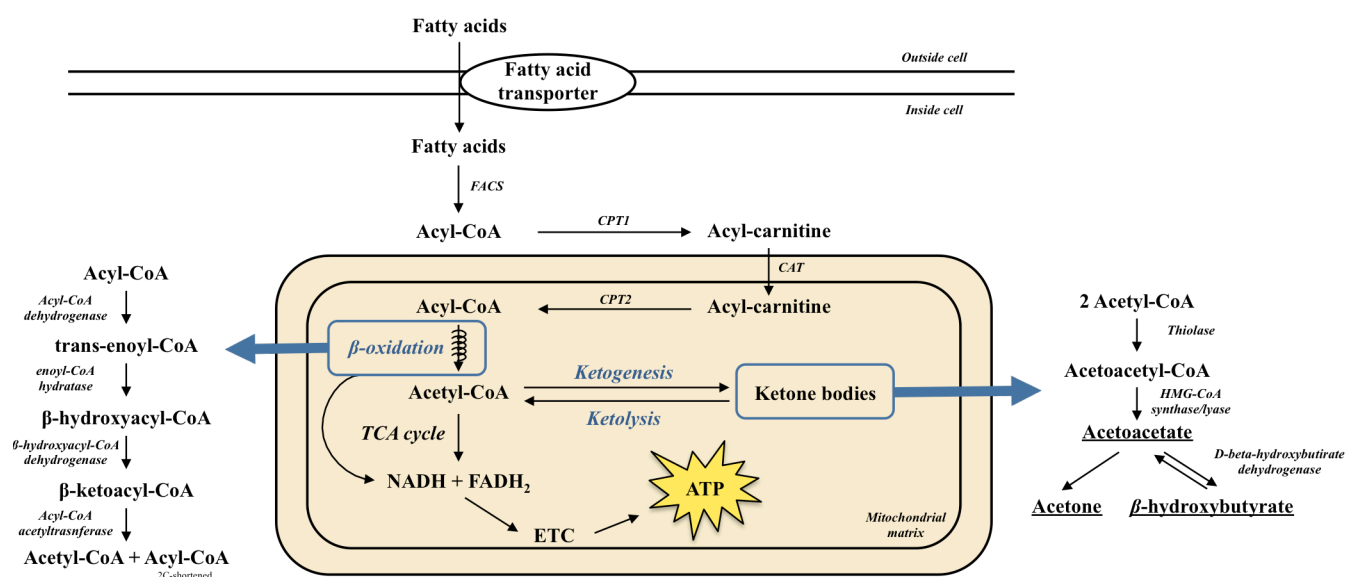 Fatty acids
Outside cell
Fatty acid
transporter
Inside cell
Fatty acids
FACS
Acyl-CoA
CPT1
Acyl-carnitine
CAT
Acyl-CoA
CPT2
Acyl-carnitine
β-oxidation
Acetyl-CoA
Ketogenesis
Ketolysis
Ketone bodies
TCA cycle
NADH + FADH₂
ETC
ATP
Mitochondrial
matrix
Acyl-CoA
Acyl-CoA
dehydrogenase
trans-enoyl-CoA
enoyl-CoA
hydratase
β-hydroxyacyl-CoA
β-hydroxyacyl-CoA
dehydrogenase
β-ketoacyl-CoA
Acyl-CoA
acetyltrasnferase
Acetyl-CoA + Acyl-CoA
2C-shortened
2 Acetyl-CoA
Thiolase
Acetoacetyl-CoA
HMG-CoA
synthase/lyase
Acetoacetate
D-beta-hydroxybutirate
dehydrogenase
Acetone
β-hydroxybutyrate